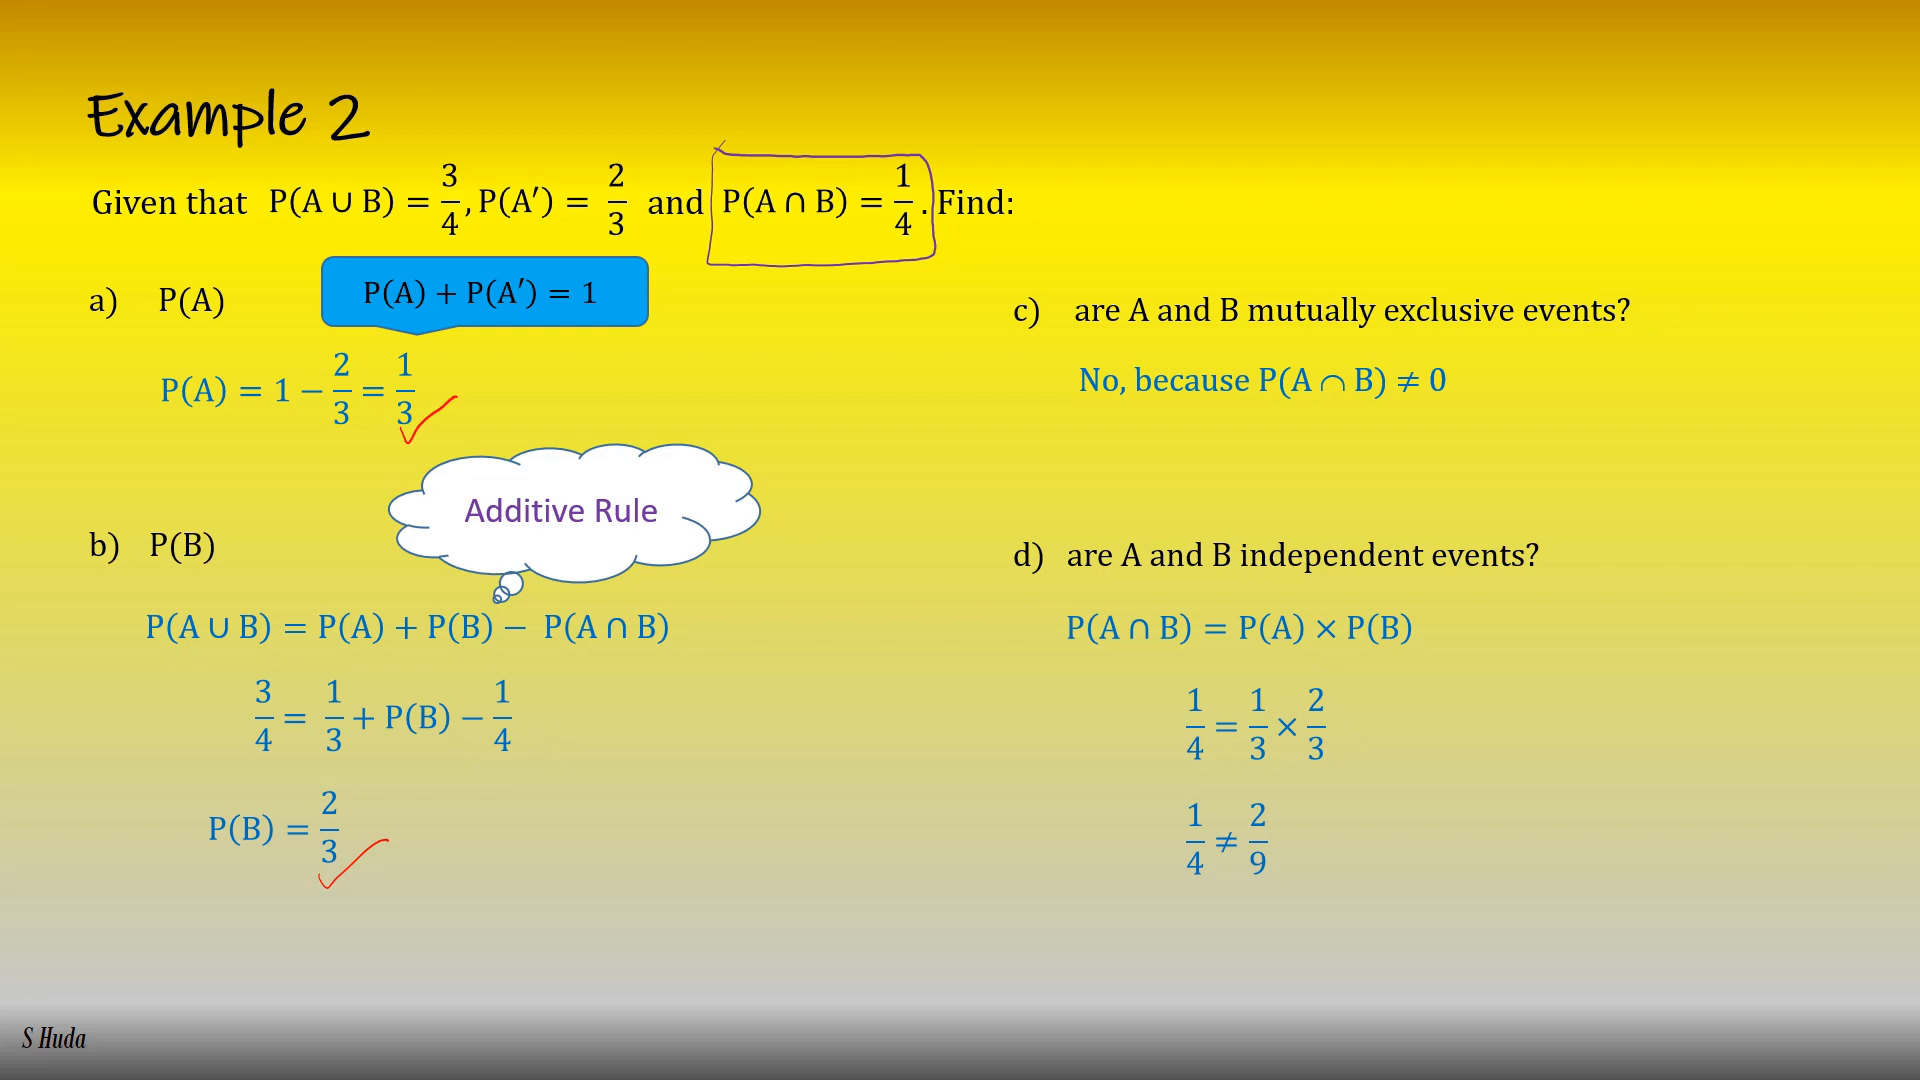 Example 2
Given that P(A ∪ B) = 3/4, P(A′) = 2/3 and P(A ∩ B) = 1/4. Find:
a) P(A)
P(A) + P(A′) = 1
P(A) = 1 − 2/3 = 1/3
Additive Rule
b) P(B)
P(A ∪ B) = P(A) + P(B) − P(A ∩ B)
3/4 = 1/3 + P(B) − 1/4
P(B) = 2/3
c) are A and B mutually exclusive events?
No, because P(A ∩ B) ≠ 0
d) are A and B independent events?
P(A ∩ B) = P(A) × P(B)
1/4 = 1/3 × 2/3
1/4 ≠ 2/9
S Huda